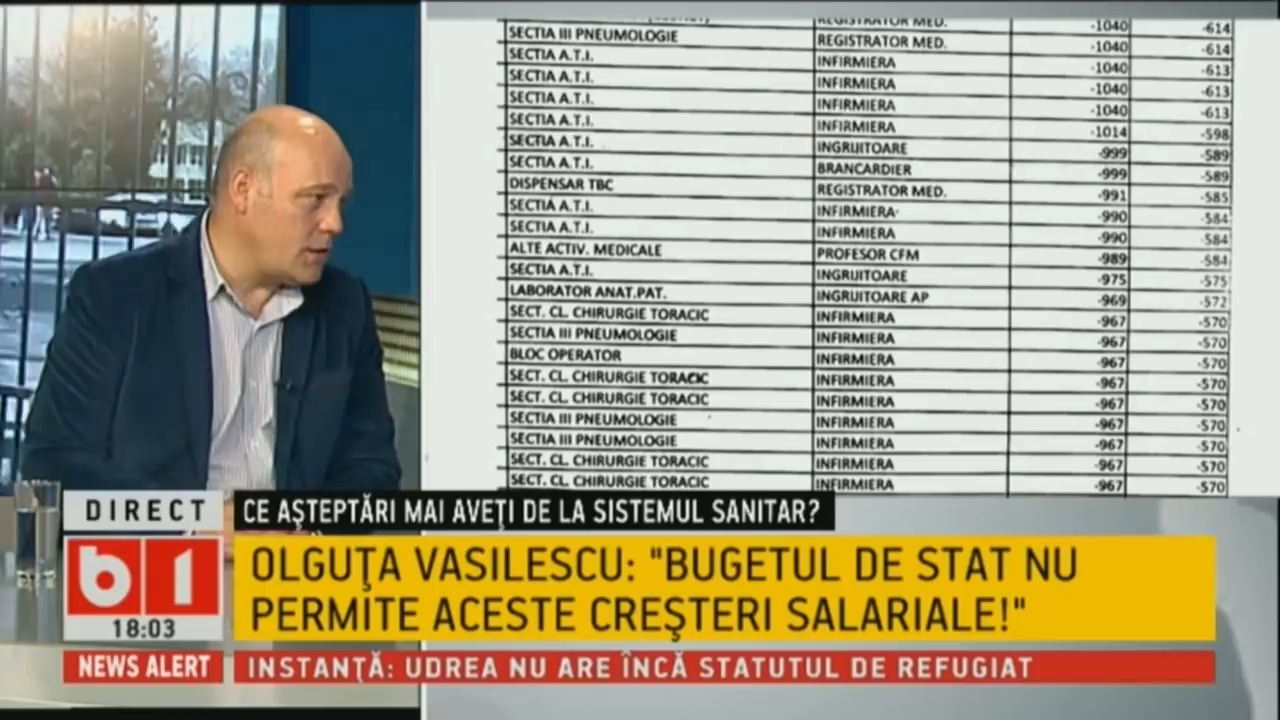 REGISTRATOR MED. -1040 -614
SECTIA III PNEUMOLOGIE REGISTRATOR MED. -1040 -614
SECTIA A.T.I. INFIRMIERA -1040 -613
SECTIA A.T.I. INFIRMIERA -1040 -613
SECTIA A.T.I. INFIRMIERA -1040 -613
SECTIA A.T.I. INFIRMIERA -1014 -598
SECTIA A.T.I. INGRIJITOARE -999 -589
SECTIA A.T.I. BRANCARDIER -999 -589
DISPENSAR TBC REGISTRATOR MED. -991 -585
SECTIA A.T.I. INFIRMIERA -990 -584
SECTIA A.T.I. INFIRMIERA -990 -584
ALTE ACTIV. MEDICALE PROFESOR CFM -989 -584
SECTIA A.T.I. INGRIJITOARE -975 -575
LABORATOR ANAT.PAT. INGRIJITOARE AP -969 -572
SECT. CL. CHIRURGIE TORACIC INFIRMIERA -967 -570
SECTIA III PNEUMOLOGIE INFIRMIERA -967 -570
BLOC OPERATOR INFIRMIERA -967 -570
SECT. CL. CHIRURGIE TORACIC INFIRMIERA -967 -570
SECT. CL. CHIRURGIE TORACIC INFIRMIERA -967 -570
SECTIA III PNEUMOLOGIE INFIRMIERA -967 -570
SECTIA III PNEUMOLOGIE INFIRMIERA -967 -570
SECT. CL. CHIRURGIE TORACIC INFIRMIERA -967 -570
SECT. CL. CHIRURGIE TORACIC INFIRMIERA -967 -570
DIRECT
CE AŞTEPTĂRI MAI AVEŢI DE LA SISTEMUL SANITAR?
b1
OLGUŢA VASILESCU: "BUGETUL DE STAT NU
PERMITE ACESTE CREŞTERI SALARIALE!"
18:03
NEWS ALERT
INSTANŢĂ: UDREA NU ARE ÎNCĂ STATUTUL DE REFUGIAT